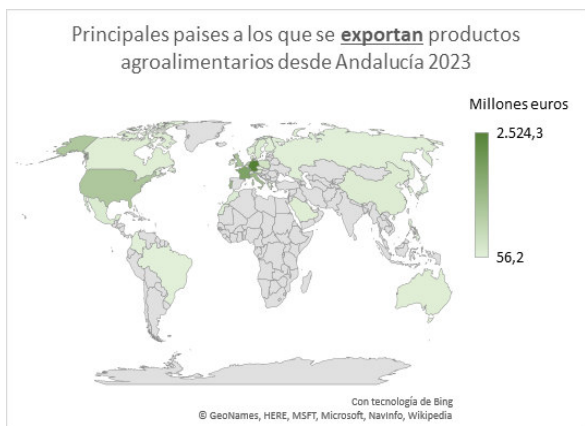 Principales paises a los que se exportan productos
agroalimentarios desde Andalucía 2023
Millones euros
2.524,3
56,2
Con tecnología de Bing
© GeoNames, HERE, MSFT, Microsoft, NavInfo, Wikipedia